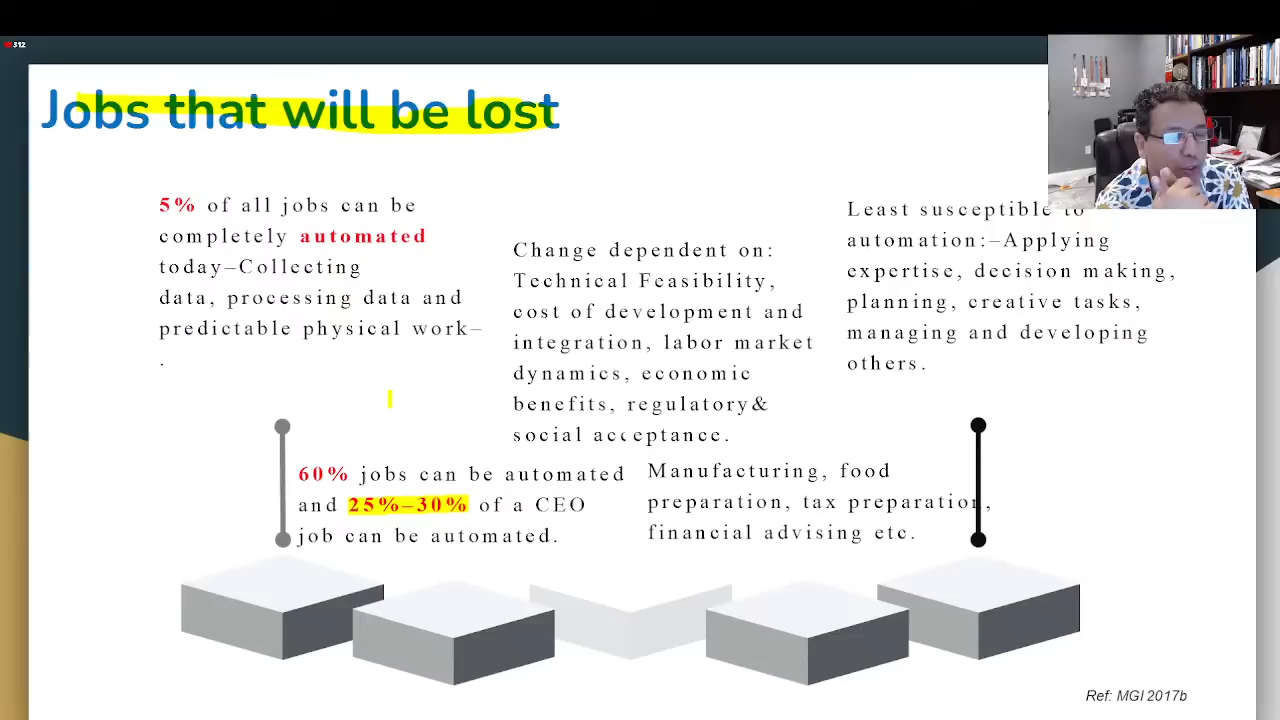 312
Jobs that will be lost
5% of all jobs can be
completely automated
today–Collecting
data, processing data and
predictable physical work–
.
Change dependent on:
Technical Feasibility,
cost of development and
integration, labor market
dynamics, economic
benefits, regulatory&
social acceptance.
Least susceptible to
automation:–Applying
expertise, decision making,
planning, creative tasks,
managing and developing
others.
60% jobs can be automated
and 25%–30% of a CEO
job can be automated.
Manufacturing, food
preparation, tax preparation,
financial advising etc.
Ref: MGI 2017b